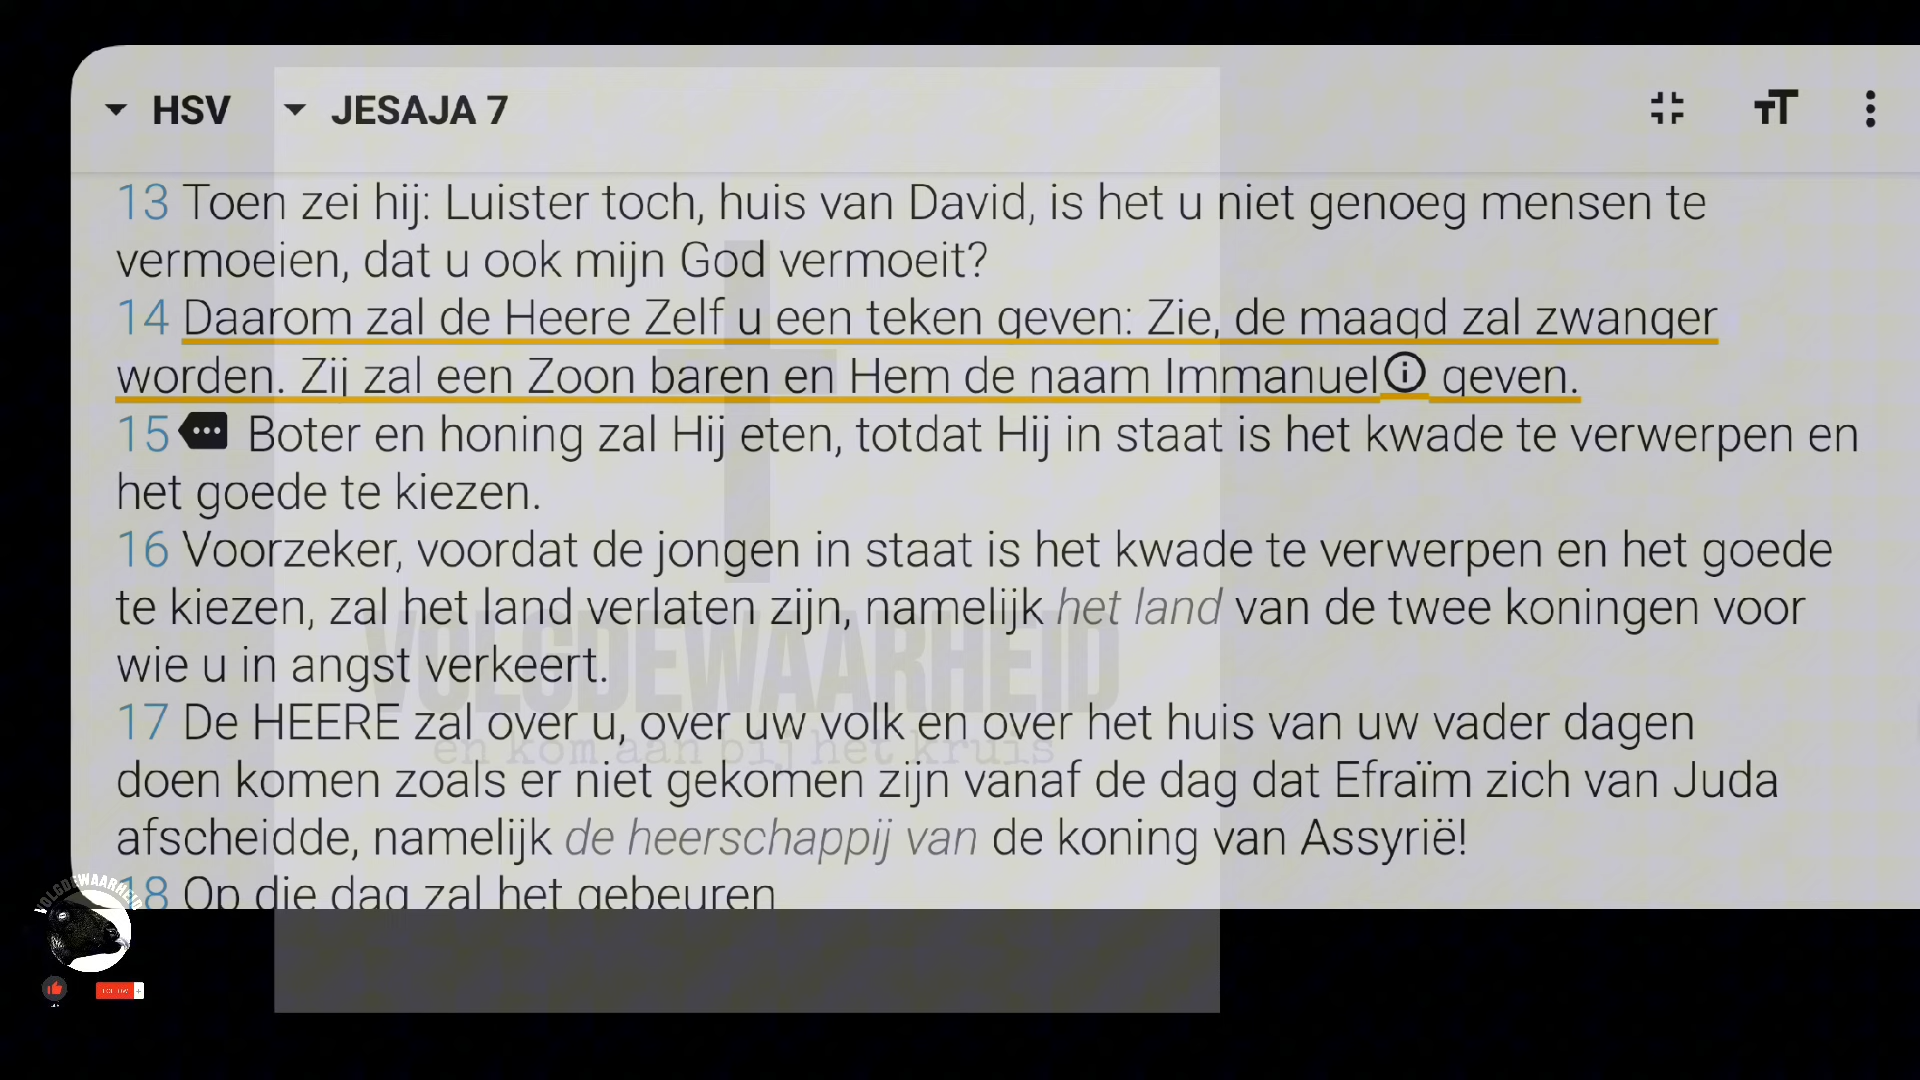 HSV JESAJA 7
13 Toen zei hij: Luister toch, huis van David, is het u niet genoeg mensen te
vermoeien, dat u ook mijn God vermoeit?
14 Daarom zal de Heere Zelf u een teken geven: Zie, de maagd zal zwanger
worden. Zij zal een Zoon baren en Hem de naam Immanuel geven.
15 Boter en honing zal Hij eten, totdat Hij in staat is het kwade te verwerpen en
het goede te kiezen.
16 Voorzeker, voordat de jongen in staat is het kwade te verwerpen en het goede
te kiezen, zal het land verlaten zijn, namelijk het land van de twee koningen voor
wie u in angst verkeert.
17 De HEERE zal over u, over uw volk en over het huis van uw vader dagen
doen komen zoals er niet gekomen zijn vanaf de dag dat Efraïm zich van Juda
afscheidde, namelijk de heerschappij van de koning van Assyrië!
18 Op die dag zal het gebeuren
VOLGDEWAARHEID
en kom aan bij het kruis
VOLGDEWAARHEID
FOLLOW